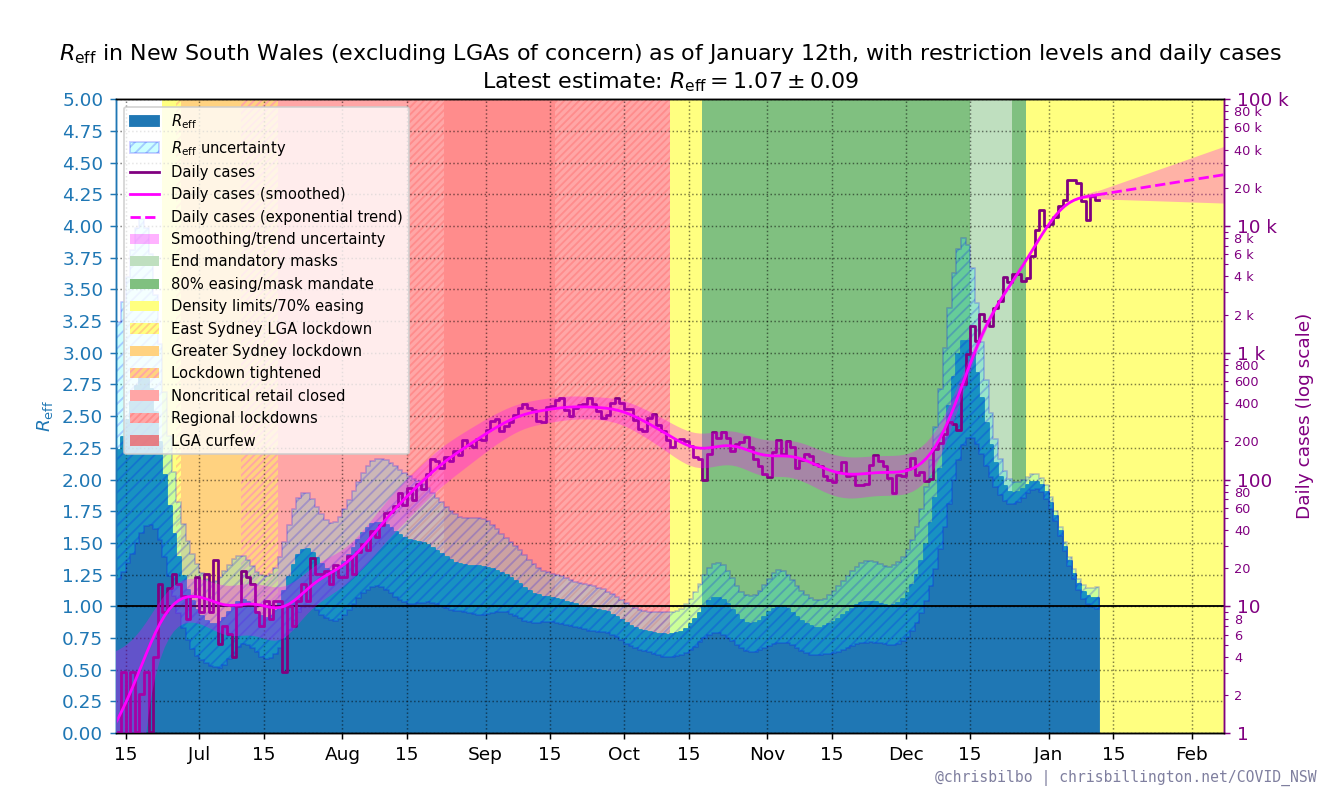 R_eff in New South Wales (excluding LGAs of concern) as of January 12th, with restriction levels and daily cases
Latest estimate: R_eff = 1.07 ± 0.09
R_eff
5.00
4.75
4.50
4.25
4.00
3.75
3.50
3.25
3.00
2.75
2.50
2.25
2.00
1.75
1.50
1.25
1.00
0.75
0.50
0.25
0.00
R_eff
R_eff uncertainty
Daily cases
Daily cases (smoothed)
Daily cases (exponential trend)
Smoothing/trend uncertainty
End mandatory masks
80% easing/mask mandate
Density limits/70% easing
East Sydney LGA lockdown
Greater Sydney lockdown
Lockdown tightened
Noncritical retail closed
Regional lockdowns
LGA curfew
100 k
80 k
60 k
40 k
20 k
10 k
8 k
6 k
4 k
2 k
1 k
800
600
400
200
100
80
60
40
20
10
8
6
4
2
1
Daily cases (log scale)
15 Jul 15 Aug 15 Sep 15 Oct 15 Nov 15 Dec 15 Jan 15 Feb
@chrisbilbo | chrisbillington.net/COVID_NSW